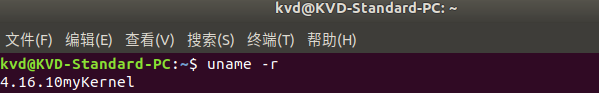 kvd@KVD-Standard-PC: ~
文件(F) 编辑(E) 查看(V) 搜索(S) 终端(T) 帮助(H)
kvd@KVD-Standard-PC:~$ uname -r
4.16.10myKernel